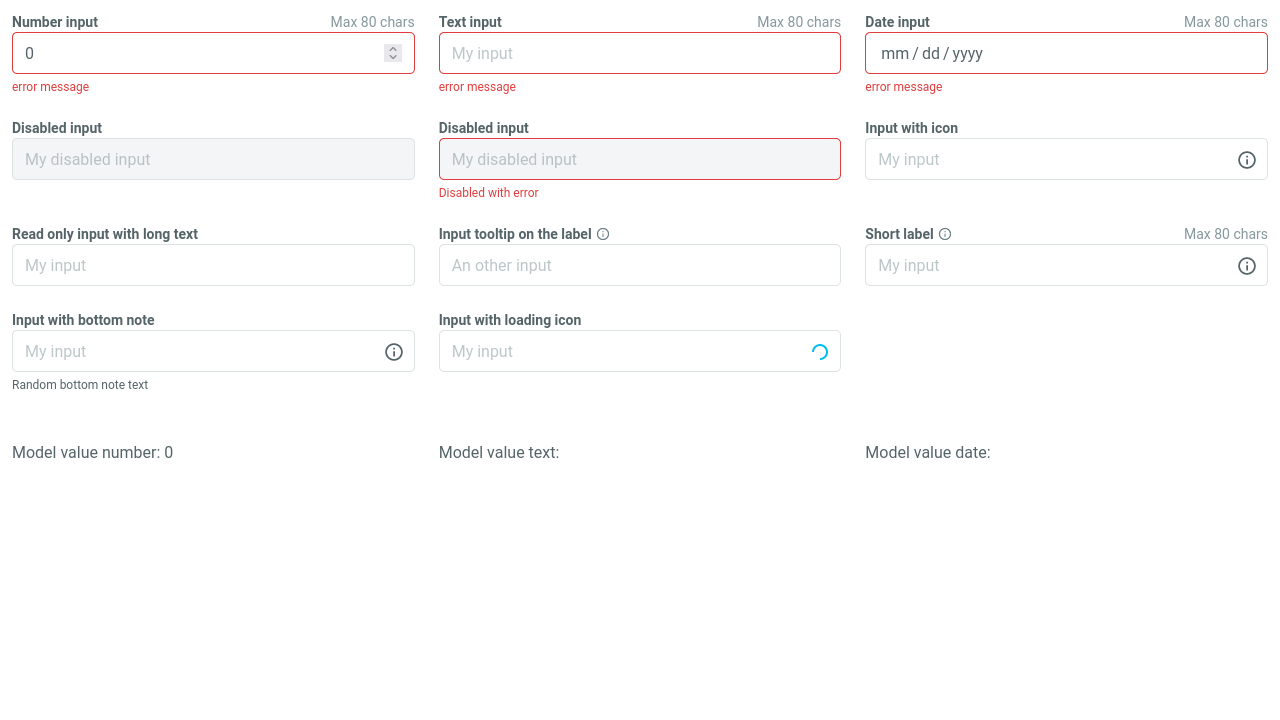 Number input Max 80 chars
0
error message
Text input Max 80 chars
My input
error message
Date input Max 80 chars
mm / dd / yyyy
error message
Disabled input
My disabled input
Disabled input
My disabled input
Disabled with error
Input with icon
My input
Read only input with long text
My input
Input tooltip on the label
An other input
Short label Max 80 chars
My input
Input with bottom note
My input
Random bottom note text
Input with loading icon
My input
Model value number: 0
Model value text:
Model value date: